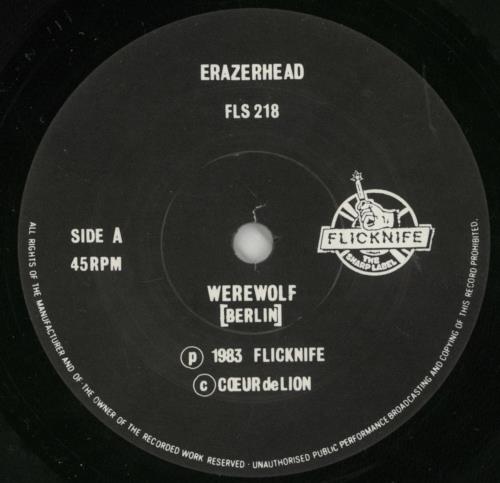 ERAZERHEAD
FLS 218
SIDE A
45RPM
FLICKNIFE
THE
SHARP LABEL
WEREWOLF
[BERLIN]
℗ 1983 FLICKNIFE
© CŒUR de LION
ALL RIGHTS OF THE MANUFACTURER AND OF THE OWNER OF THE RECORDED WORK RESERVED · UNAUTHORISED PUBLIC PERFORMANCE BROADCASTING AND COPYING OF THIS RECORD PROHIBITED.